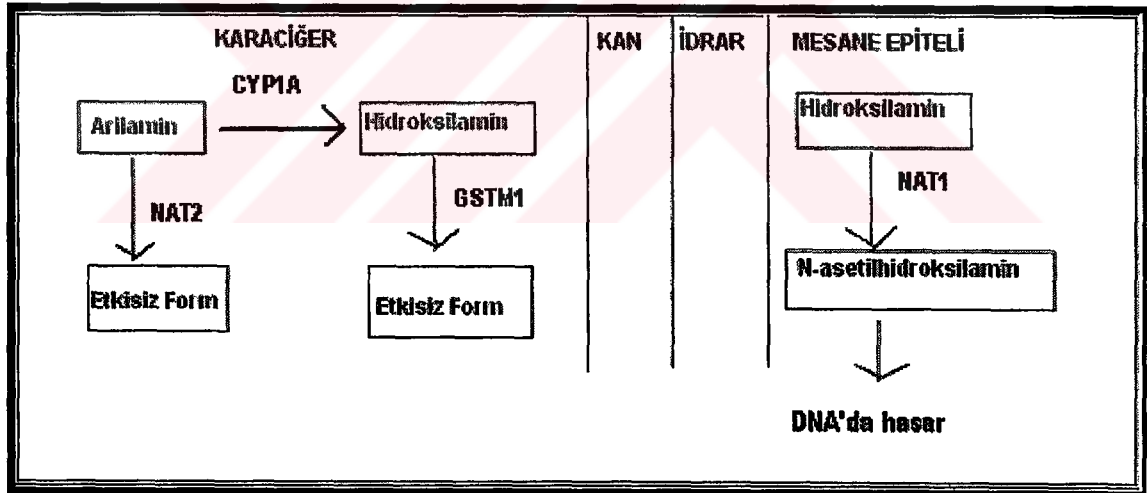 KARACİĞER
KAN
İDRAR
MESANE EPİTELİ
CYP1A
Arilamin
Hidroksilamin
Hidroksilamin
NAT2
GSTM1
NAT1
Etkisiz Form
Etkisiz Form
N-asetilhidroksilamin
DNA'da hasar